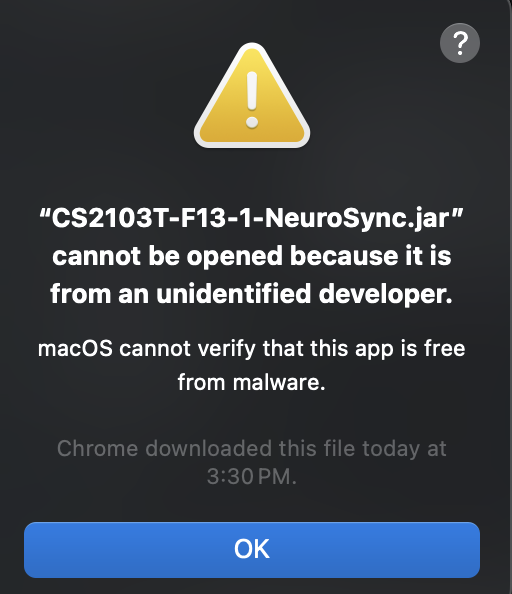 ?
“CS2103T-F13-1-NeuroSync.jar”
cannot be opened because it is
from an unidentified developer.
macOS cannot verify that this app is free
from malware.
Chrome downloaded this file today at
3:30 PM.
OK